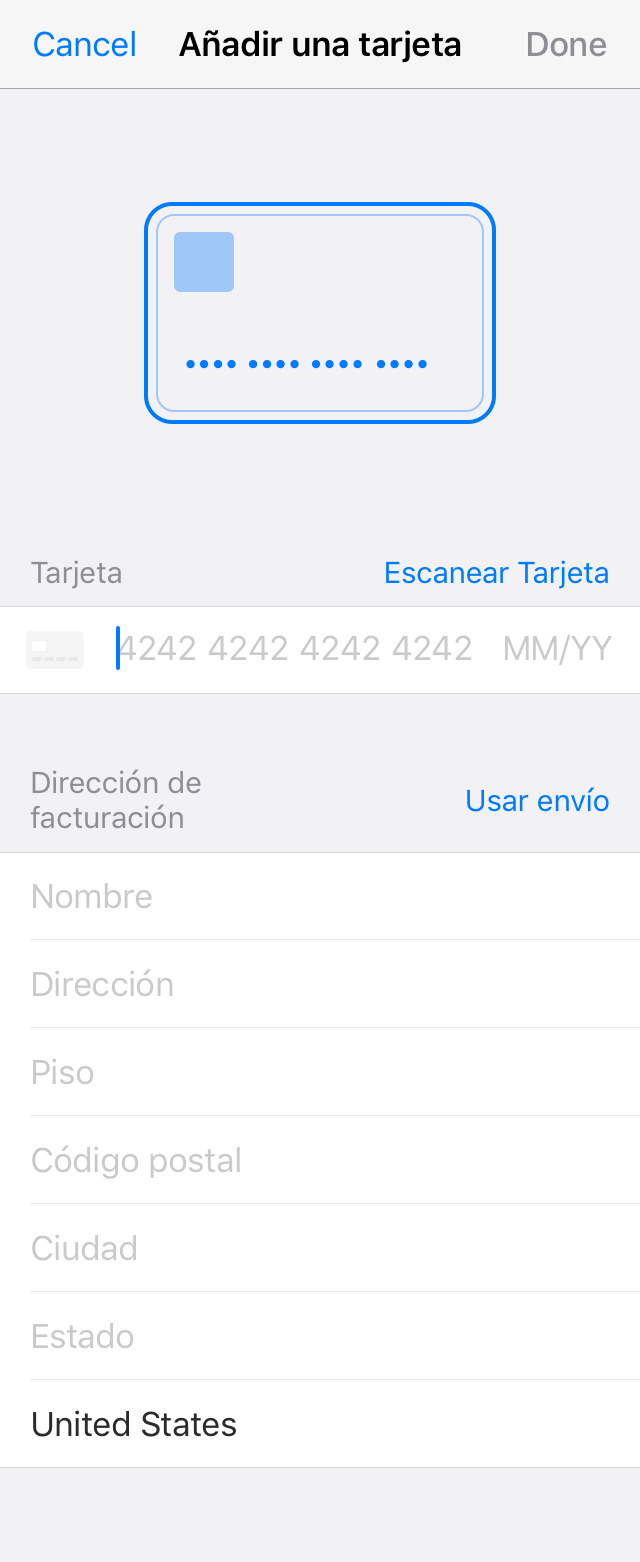 Cancel Añadir una tarjeta Done
Tarjeta Escanear Tarjeta
4242 4242 4242 4242 MM/YY
Dirección de
facturación
Usar envío
Nombre
Dirección
Piso
Código postal
Ciudad
Estado
United States